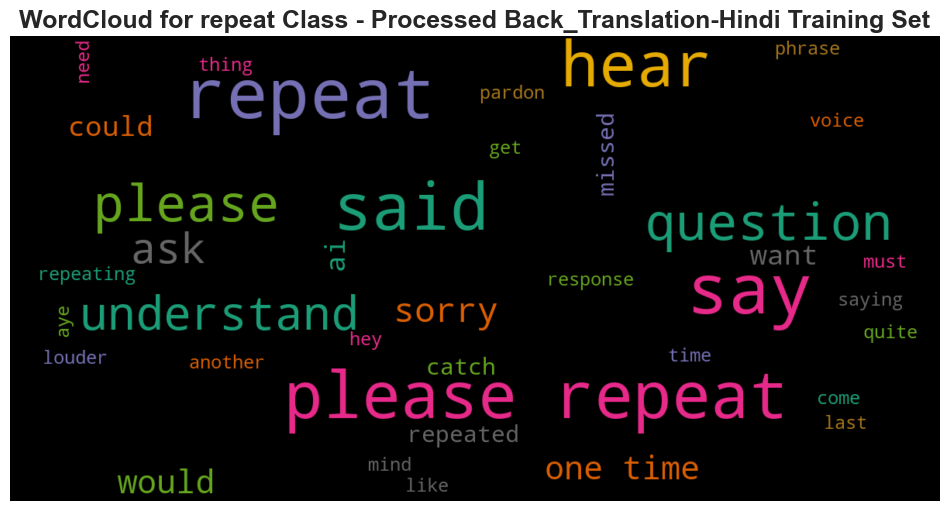 WordCloud for repeat Class - Processed Back_Translation-Hindi Training Set
need
thing
repeat
hear
phrase
pardon
could
voice
missed
get
please
said
question
ask
ai
want
must
repeating
response
say
saying
understand
sorry
aye
quite
hey
louder
another
time
catch
please repeat
come
last
repeated
mind
one time
would
like